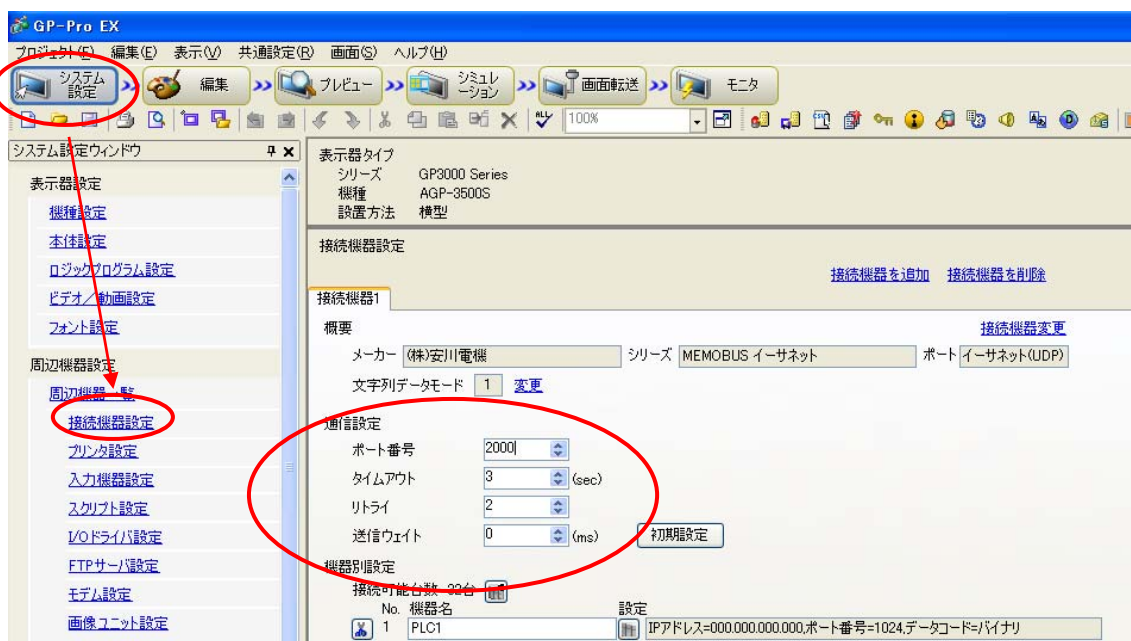 GP-Pro EX
プロジェクト(F) 編集(E) 表示(V) 共通設定(R) 画面(S) ヘルプ(H)
システム設定 編集 プレビュー シミュレーション 画面転送 モニタ
100%
システム設定ウィンドウ
表示器設定
機種設定
本体設定
ロジックプログラム設定
ビデオ/動画設定
フォント設定
周辺機器設定
周辺機器一覧
接続機器設定
プリンタ設定
入力機器設定
スクリプト設定
I/Oドライバ設定
FTPサーバ設定
モデム設定
画像ユニット設定
表示器タイプ
シリーズ GP3000 Series
機種 AGP-3500S
設置方法 横型
接続機器設定
接続機器を追加 接続機器を削除
接続機器1
概要 接続機器変更
メーカー (株)安川電機 シリーズ MEMOBUS イーサネット ポート イーサネット(UDP)
文字列データモード 1 変更
通信設定
ポート番号 2000
タイムアウト 3 (sec)
リトライ 2
送信ウェイト 0 (ms) 初期設定
機器別設定
接続可能台数 32台
No. 機器名 設定
1 PLC1 IPアドレス=000.000.000.000,ポート番号=1024,データコード=バイナリ